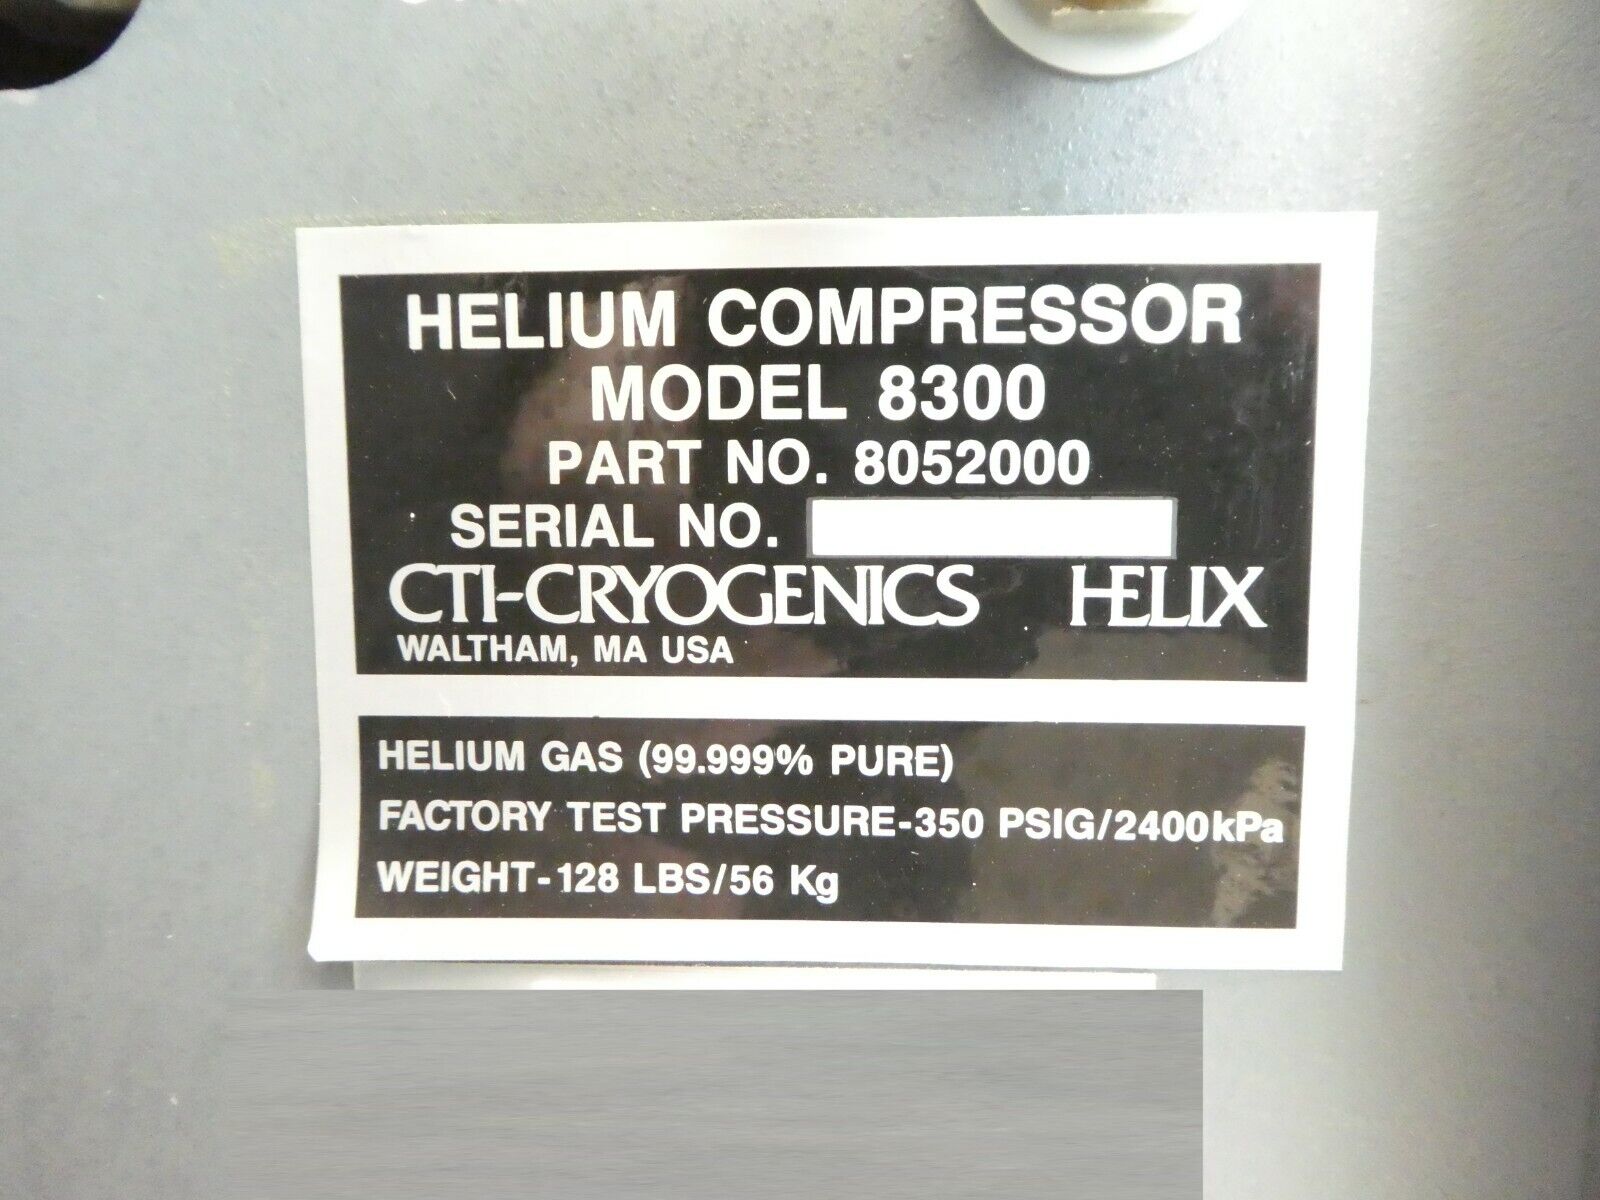 HELIUM COMPRESSOR
MODEL 8300
PART NO. 8052000
SERIAL NO.
CTI-CRYOGENICS HELIX
WALTHAM, MA USA
HELIUM GAS (99.999% PURE)
FACTORY TEST PRESSURE-350 PSIG/2400kPa
WEIGHT-128 LBS/56 Kg